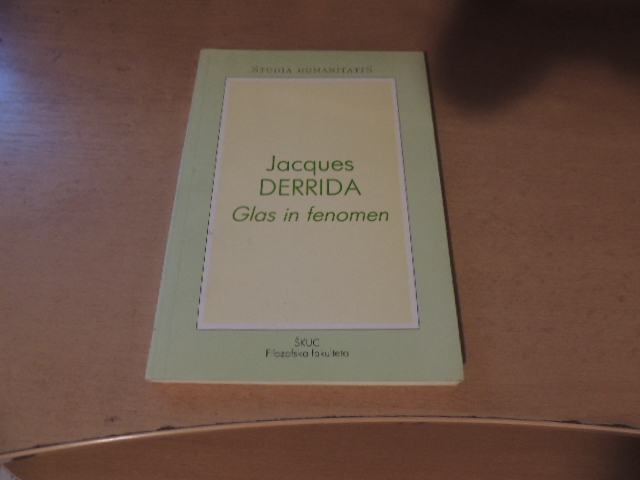 STUDIA HUMANITATIS
Jacques
DERRIDA
Glas in fenomen
ŠKUC
Filozofska fakulteta